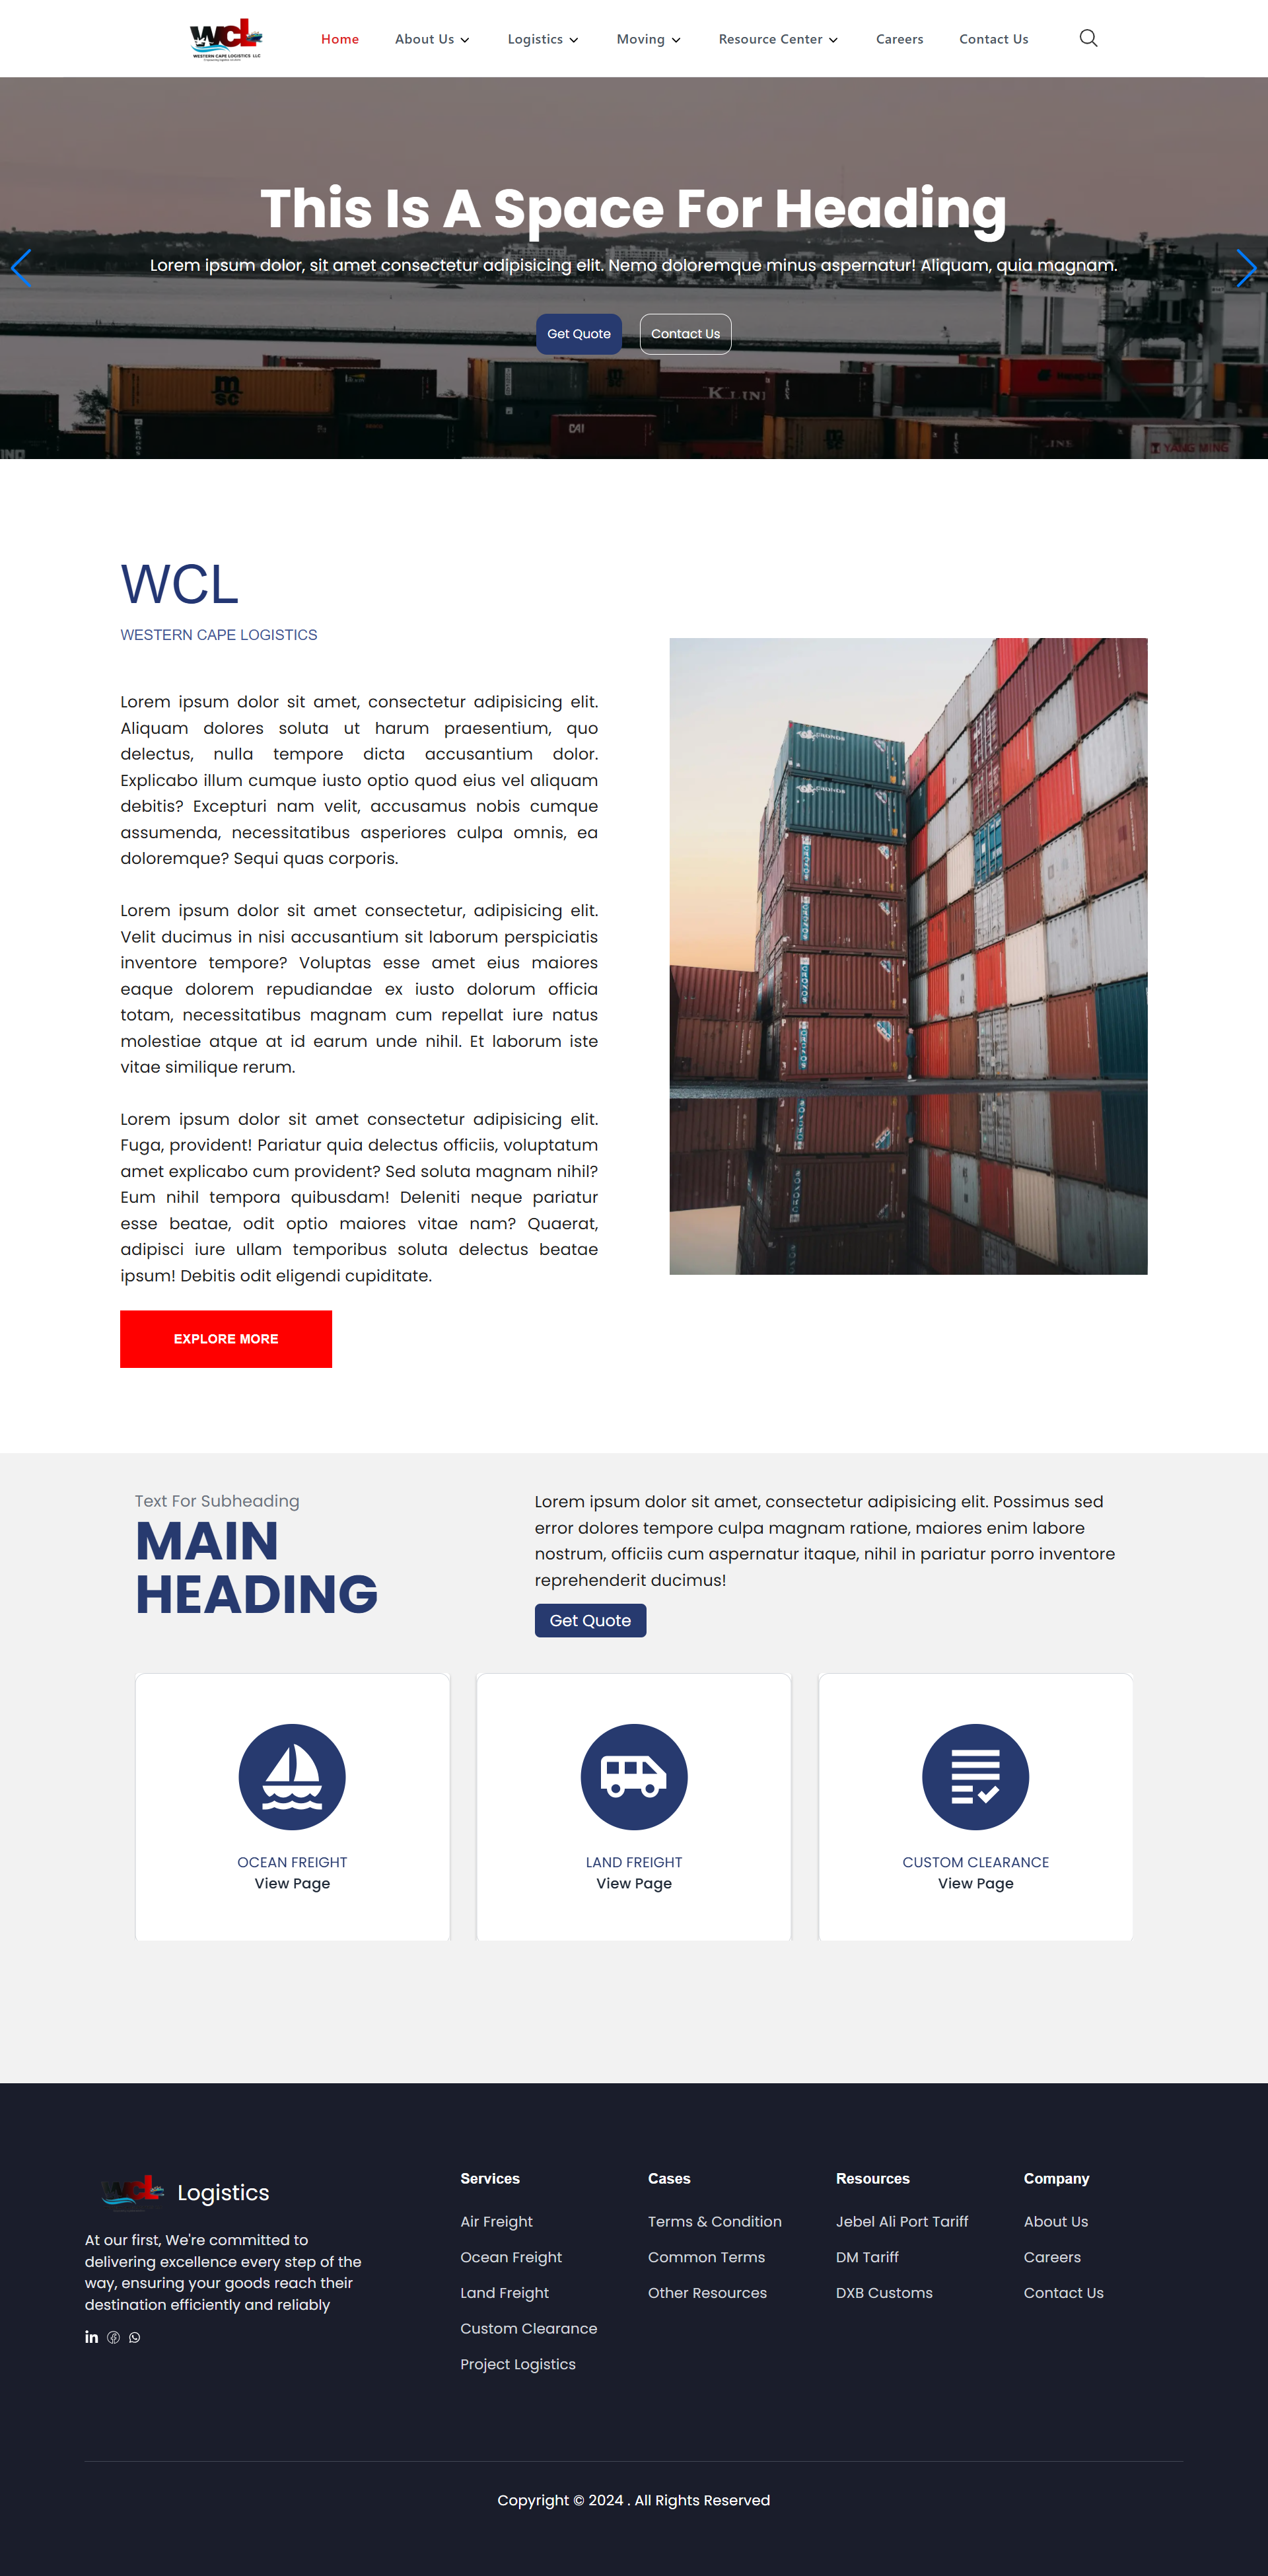 WCL
WESTERN CAPE LOGISTICS LLC
Home
About Us
Logistics
Moving
Resource Center
Careers
Contact Us
This Is A Space For Heading
Lorem ipsum dolor, sit amet consectetur adipisicing elit. Nemo doloremque minus aspernatur! Aliquam, quia magnam.
Get Quote
Contact Us
msc
K LINE
CAI
YANG MING
WCL
WESTERN CAPE LOGISTICS
Lorem ipsum dolor sit amet, consectetur adipisicing elit.
Aliquam dolores soluta ut harum praesentium, quo
delectus, nulla tempore dicta accusantium dolor.
Explicabo illum cumque iusto optio quod eius vel aliquam
debitis? Excepturi nam velit, accusamus nobis cumque
assumenda, necessitatibus asperiores culpa omnis, ea
doloremque? Sequi quas corporis.
Lorem ipsum dolor sit amet consectetur, adipisicing elit.
Velit ducimus in nisi accusantium sit laborum perspiciatis
inventore tempore? Voluptas esse amet eius maiores
eaque dolorem repudiandae ex iusto dolorum officia
totam, necessitatibus magnam cum repellat iure natus
molestiae atque at id earum unde nihil. Et laborum iste
vitae similique rerum.
Lorem ipsum dolor sit amet consectetur adipisicing elit.
Fuga, provident! Pariatur quia delectus officiis, voluptatum
amet explicabo cum provident? Sed soluta magnam nihil?
Eum nihil tempora quibusdam! Deleniti neque pariatur
esse beatae, odit optio maiores vitae nam? Quaerat,
adipisci iure ullam temporibus soluta delectus beatae
ipsum! Debitis odit eligendi cupiditate.
CRONOS
CRONOS
CRONOS
CRONOS
CRONOS
CRONOS
EXPLORE MORE
Text For Subheading
MAIN
HEADING
Lorem ipsum dolor sit amet, consectetur adipisicing elit. Possimus sed
error dolores tempore culpa magnam ratione, maiores enim labore
nostrum, officiis cum aspernatur itaque, nihil in pariatur porro inventore
reprehenderit ducimus!
Get Quote
OCEAN FREIGHT
View Page
LAND FREIGHT
View Page
CUSTOM CLEARANCE
View Page
WCL
Logistics
At our first, We're committed to
delivering excellence every step of the
way, ensuring your goods reach their
destination efficiently and reliably
in
Services
Air Freight
Ocean Freight
Land Freight
Custom Clearance
Project Logistics
Cases
Terms & Condition
Common Terms
Other Resources
Resources
Jebel Ali Port Tariff
DM Tariff
DXB Customs
Company
About Us
Careers
Contact Us
Copyright © 2024 . All Rights Reserved